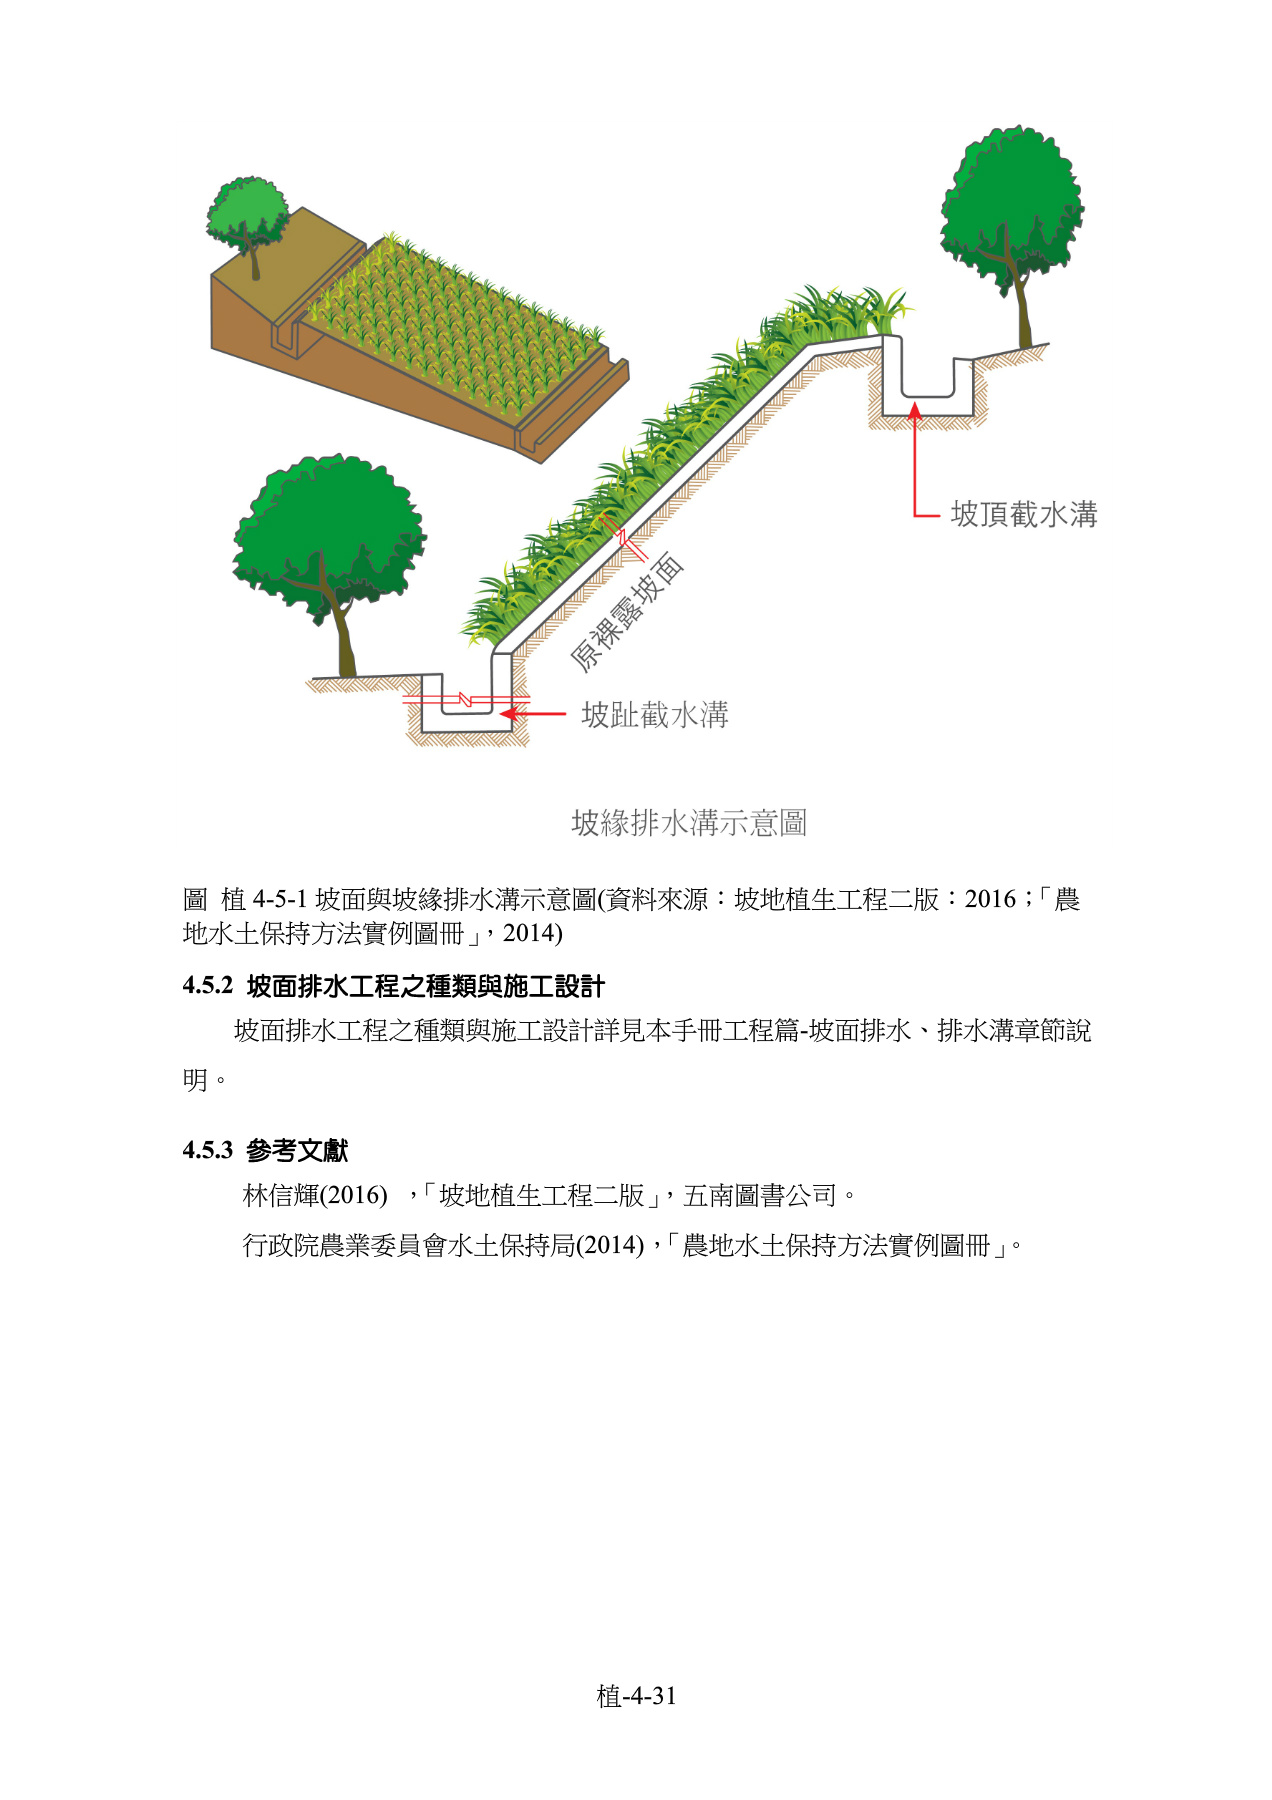 坡頂截水溝
原裸露坡面
坡趾截水溝
坡緣排水溝示意圖
圖 植 4-5-1 坡面與坡緣排水溝示意圖(資料來源：坡地植生工程二版：2016；「農
地水土保持方法實例圖冊」，2014)
4.5.2 坡面排水工程之種類與施工設計
坡面排水工程之種類與施工設計詳見本手冊工程篇-坡面排水、排水溝章節說
明。
4.5.3 參考文獻
林信輝(2016) ，「坡地植生工程二版」，五南圖書公司。
行政院農業委員會水土保持局(2014)，「農地水土保持方法實例圖冊」。
植-4-31